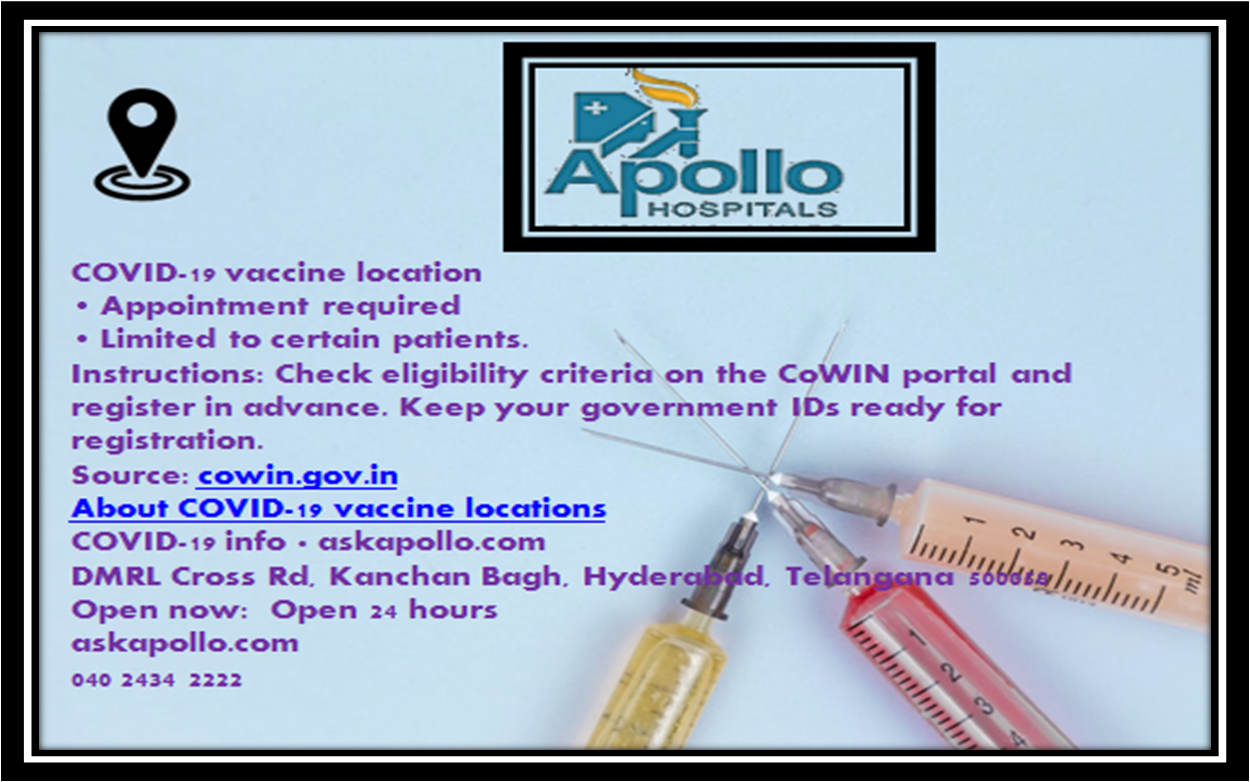 Apollo
HOSPITALS
COVID-19 vaccine location
• Appointment required
• Limited to certain patients.
Instructions: Check eligibility criteria on the CoWIN portal and
register in advance. Keep your government IDs ready for
registration.
Source: cowin.gov.in
About COVID-19 vaccine locations
COVID-19 info • askapollo.com
DMRL Cross Rd, Kanchan Bagh, Hyderabad, Telangana
Open now: Open 24 hours
askapollo.com
040 2434 2222
1 2 3 4 5 ml
1 2 3 4